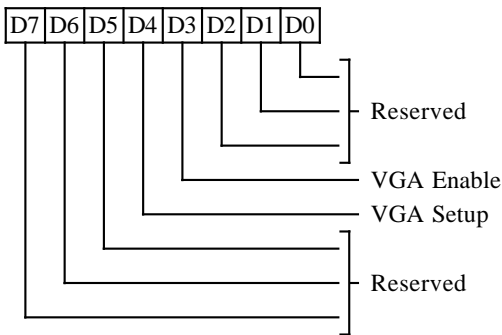 D7 D6 D5 D4 D3 D2 D1 D0
Reserved
VGA Enable
VGA Setup
Reserved